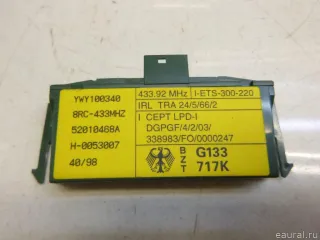 YWY100340
8RC-433MHZ
52010468A
H-0053007
40/98
433.92 MHz I-ETS-300-220
IRL TRA 24/5/66/2
I CEPT LPD-I
DGPGF/4/2/03/
338983/FO/0000247
BZT
G133
717K
© eaural.ru